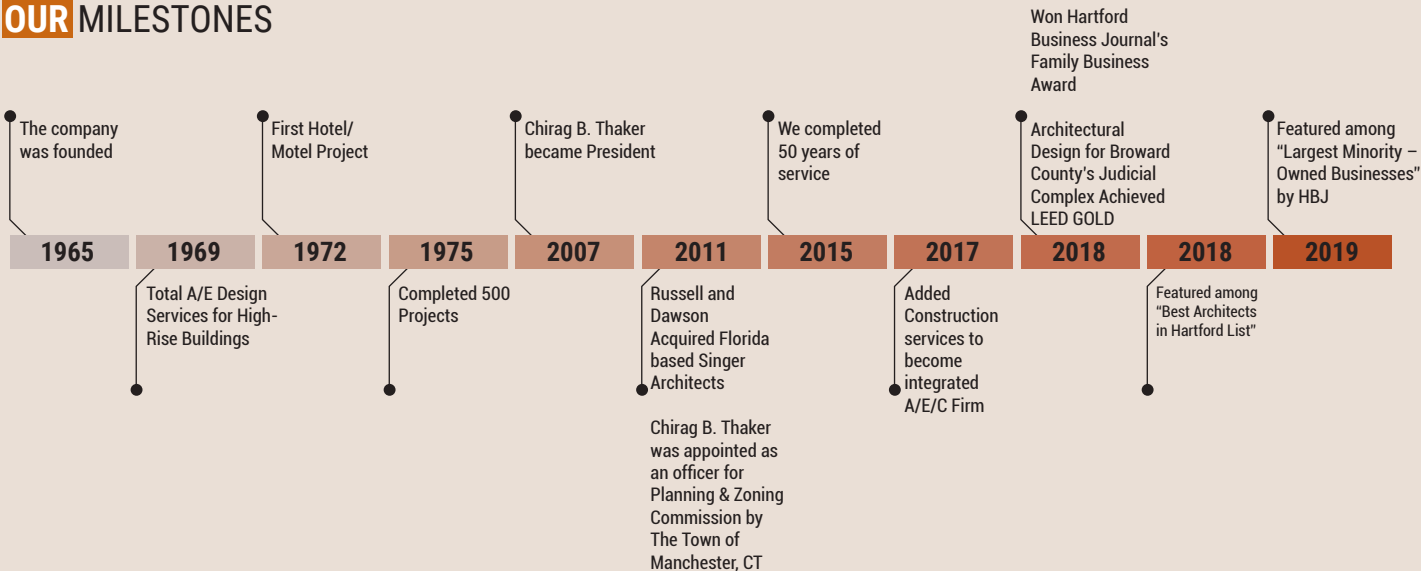 OUR MILESTONES
The company
was founded
1965
1969
Total A/E Design
Services for High-
Rise Buildings
First Hotel/
Motel Project
1972
1975
Completed 500
Projects
Chirag B. Thaker
became President
2007
2011
Russell and
Dawson
Acquired Florida
based Singer
Architects
Chirag B. Thaker
was appointed as
an officer for
Planning & Zoning
Commission by
The Town of
Manchester, CT
We completed
50 years of
service
2015
2017
Added
Construction
services to
become
integrated
A/E/C Firm
Won Hartford
Business Journal's
Family Business
Award
Architectural
Design for Broward
County's Judicial
Complex Achieved
LEED GOLD
2018
2018
Featured among
“Best Architects
in Hartford List”
Featured among
“Largest Minority –
Owned Businesses”
by HBJ
2019